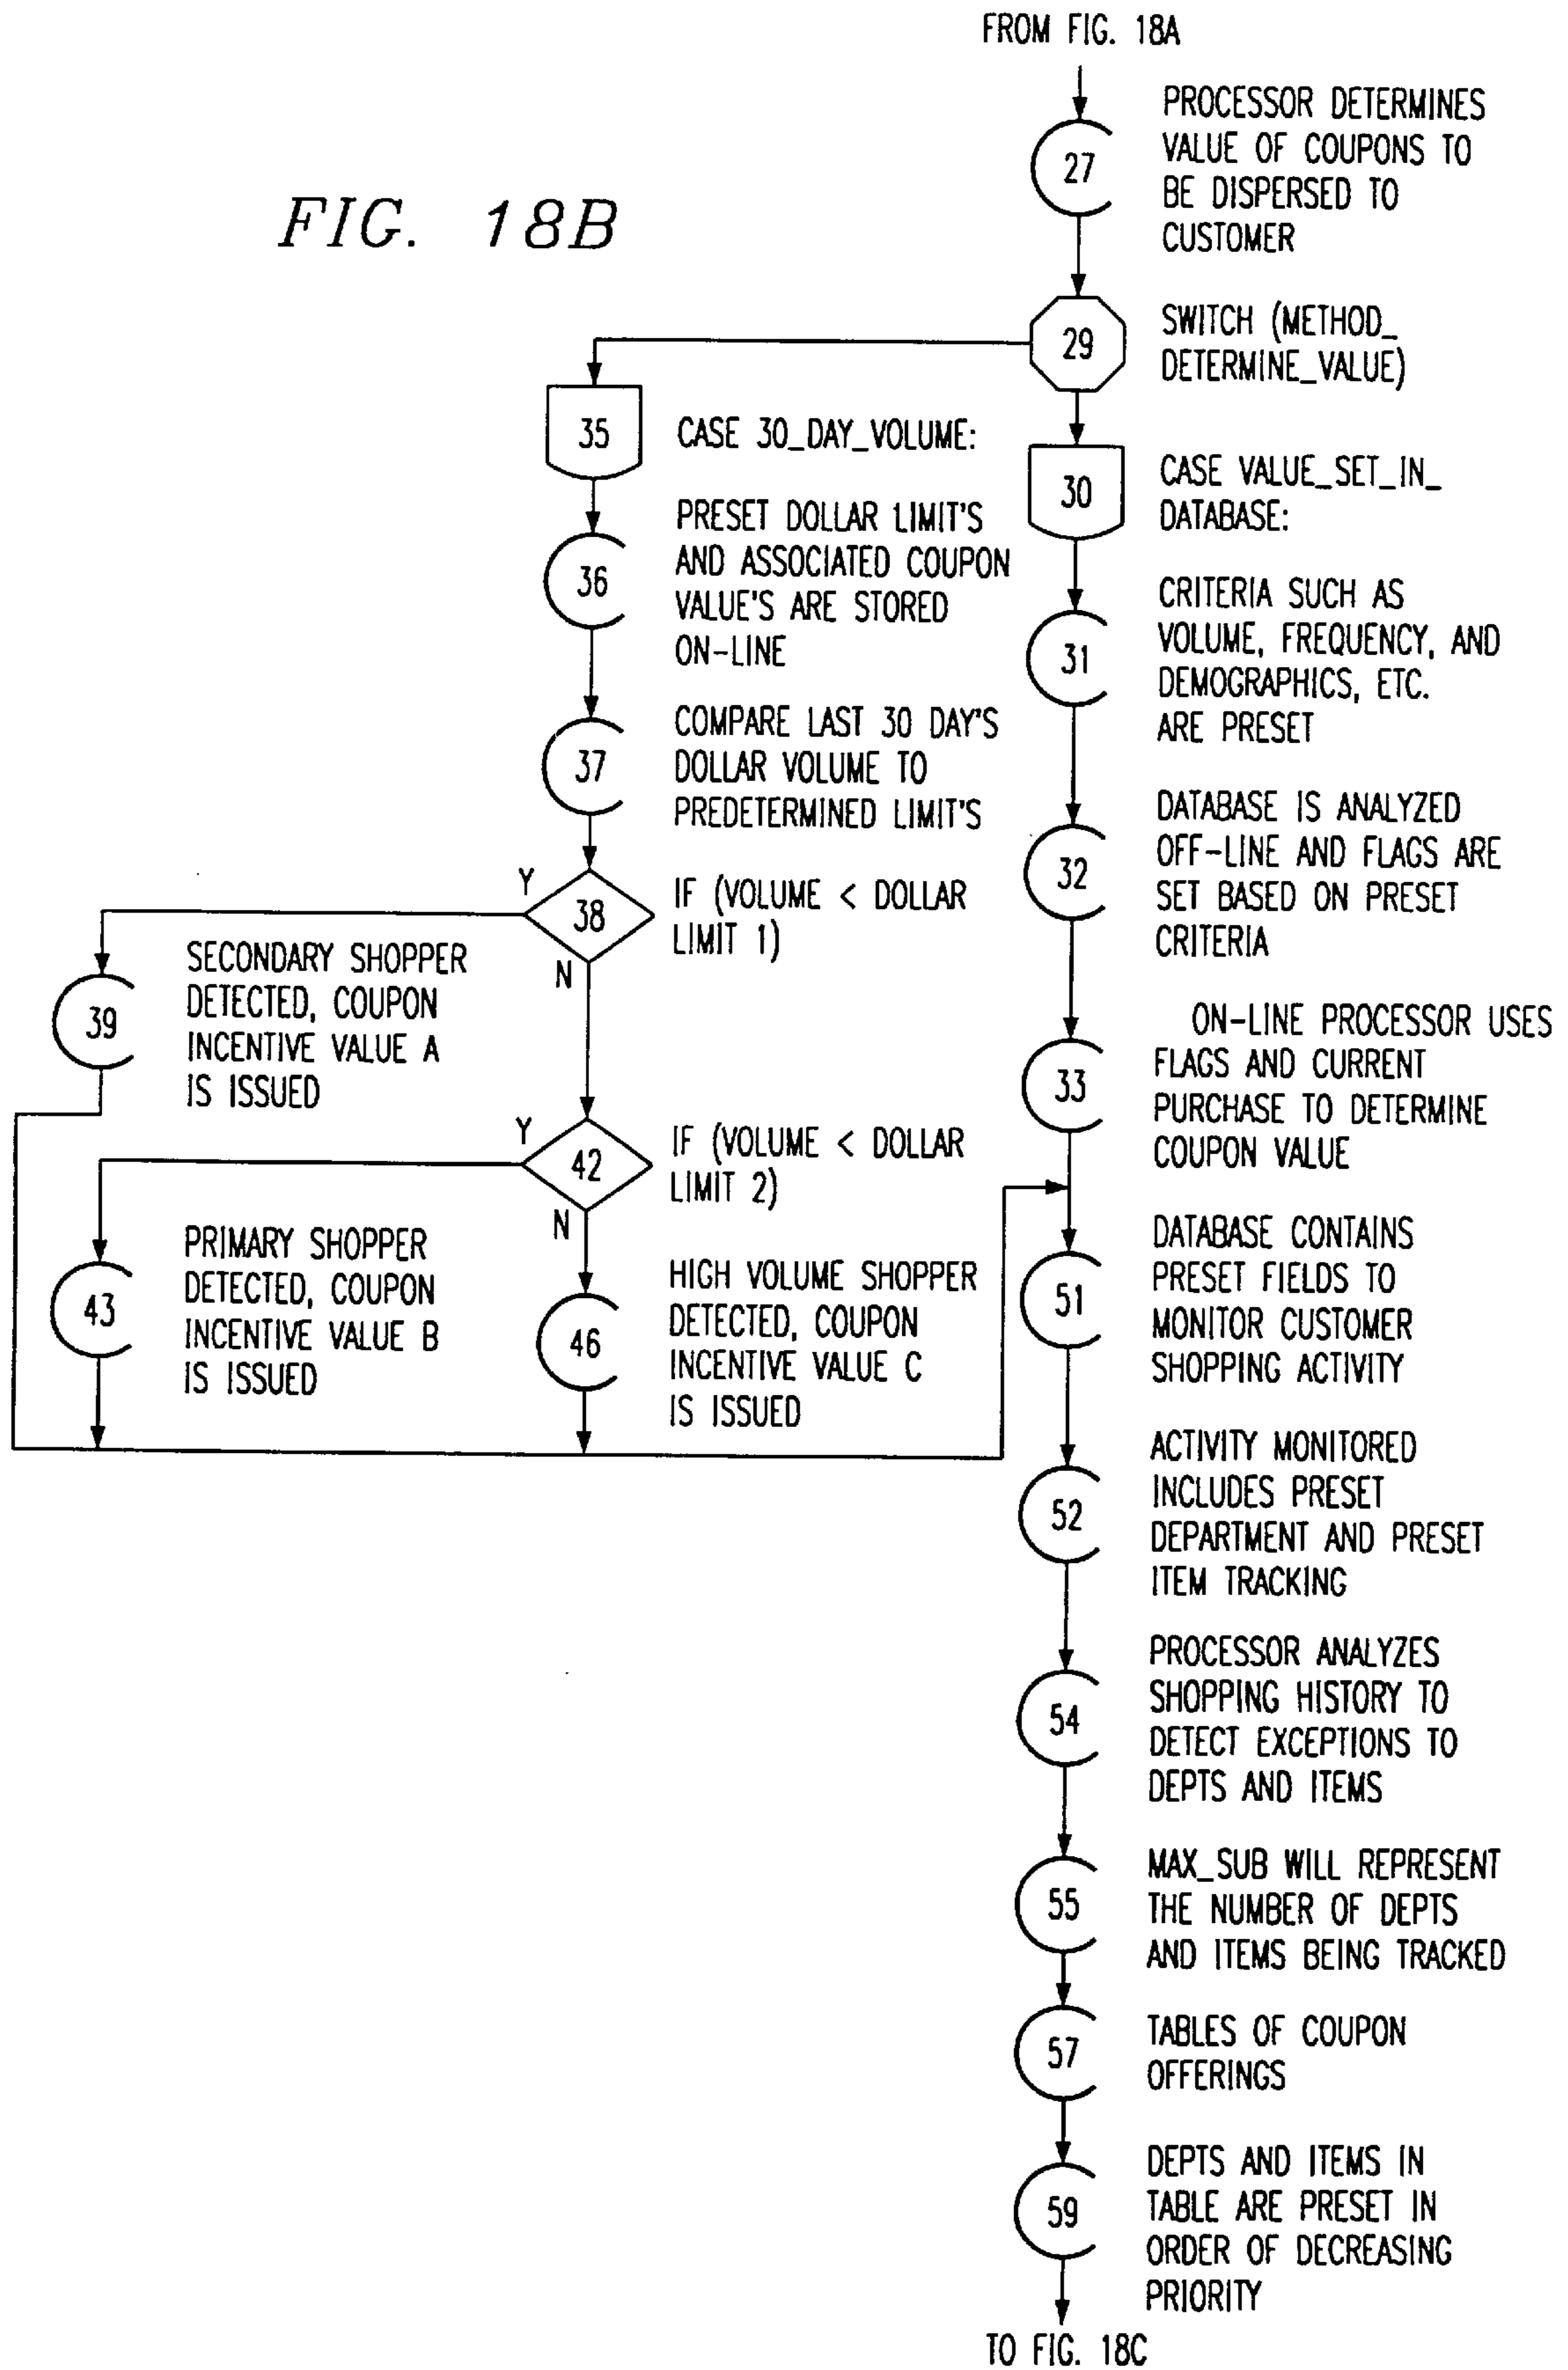 FROM FIG. 18A
27
PROCESSOR DETERMINES
VALUE OF COUPONS TO
BE DISPERSED TO
CUSTOMER
FIG. 18B
29
SWITCH (METHOD_
DETERMINE_VALUE)
35
CASE 30_DAY_VOLUME:
36
PRESET DOLLAR LIMIT'S
AND ASSOCIATED COUPON
VALUE'S ARE STORED
ON-LINE
37
COMPARE LAST 30 DAY'S
DOLLAR VOLUME TO
PREDETERMINED LIMIT'S
Y
38
N
IF (VOLUME < DOLLAR
LIMIT 1)
39
SECONDARY SHOPPER
DETECTED, COUPON
INCENTIVE VALUE A
IS ISSUED
Y
42
N
IF (VOLUME < DOLLAR
LIMIT 2)
43
PRIMARY SHOPPER
DETECTED, COUPON
INCENTIVE VALUE B
IS ISSUED
46
HIGH VOLUME SHOPPER
DETECTED, COUPON
INCENTIVE VALUE C
IS ISSUED
30
CASE VALUE_SET_IN_
DATABASE:
31
CRITERIA SUCH AS
VOLUME, FREQUENCY, AND
DEMOGRAPHICS, ETC.
ARE PRESET
32
DATABASE IS ANALYZED
OFF-LINE AND FLAGS ARE
SET BASED ON PRESET
CRITERIA
33
ON-LINE PROCESSOR USES
FLAGS AND CURRENT
PURCHASE TO DETERMINE
COUPON VALUE
51
DATABASE CONTAINS
PRESET FIELDS TO
MONITOR CUSTOMER
SHOPPING ACTIVITY
52
ACTIVITY MONITORED
INCLUDES PRESET
DEPARTMENT AND PRESET
ITEM TRACKING
54
PROCESSOR ANALYZES
SHOPPING HISTORY TO
DETECT EXCEPTIONS TO
DEPTS AND ITEMS
55
MAX_SUB WILL REPRESENT
THE NUMBER OF DEPTS
AND ITEMS BEING TRACKED
57
TABLES OF COUPON
OFFERINGS
59
DEPTS AND ITEMS IN
TABLE ARE PRESET IN
ORDER OF DECREASING
PRIORITY
TO FIG. 18C